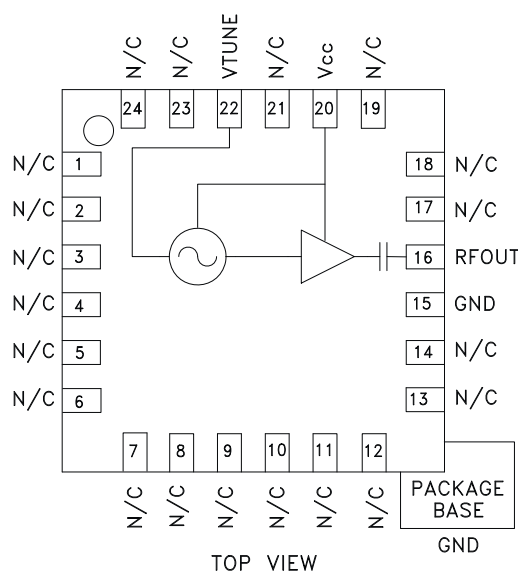 N/C
N/C
VTUNE
N/C
Vcc
N/C
24
23
22
21
20
19
N/C 1
18 N/C
N/C 2
17 N/C
N/C 3
16 RFOUT
N/C 4
15 GND
N/C 5
14 N/C
N/C 6
13 N/C
7
8
9
10
11
12
N/C
N/C
N/C
N/C
N/C
N/C
PACKAGE
BASE
GND
TOP VIEW